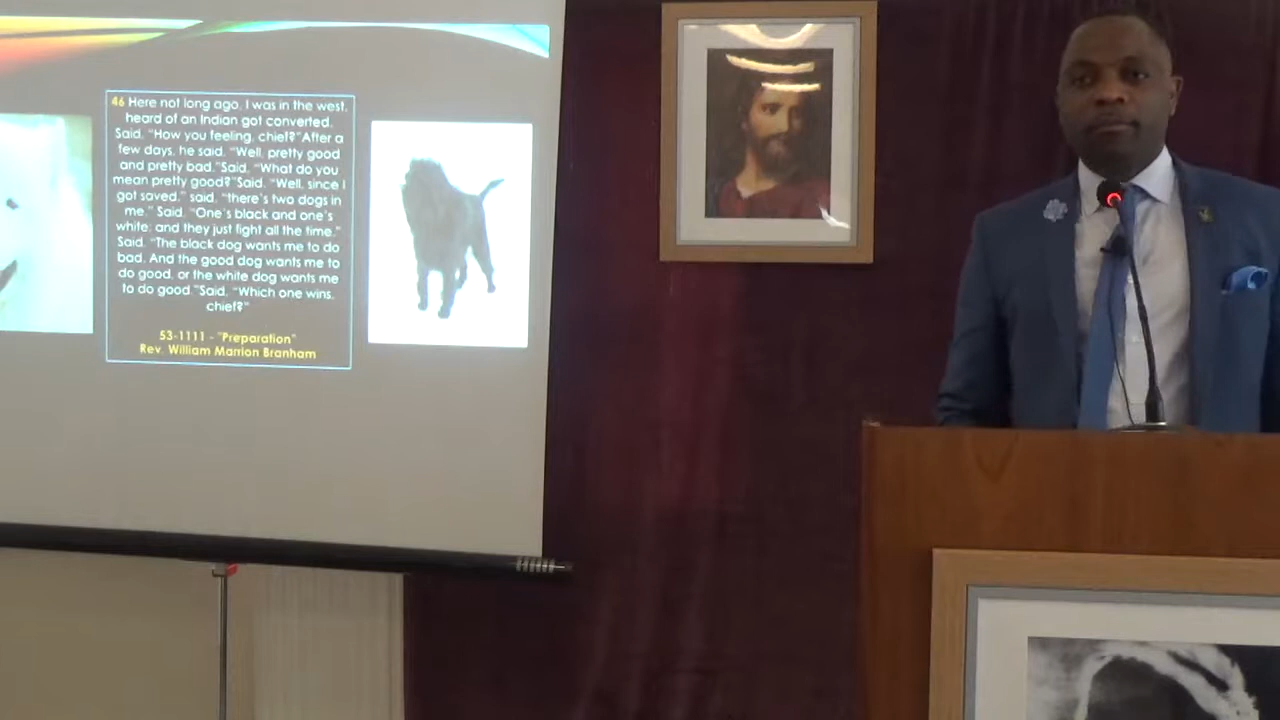 46 Here not long ago, I was in the west,
heard of an Indian got converted.
Said, "How you feeling, chief?"After a
few days, he said, "Well, pretty good
and pretty bad."Said, "What do you
mean pretty good?"Said, "Well, since I
got saved," said, "there's two dogs in
me." Said, "One's black and one's
white, and they just fight all the time."
Said, "The black dog wants me to do
bad. And the good dog wants me to
do good, or the white dog wants me
to do good."Said, "Which one wins,
chief?"
53-1111 - "Preparation"
Rev. William Marrion Branham